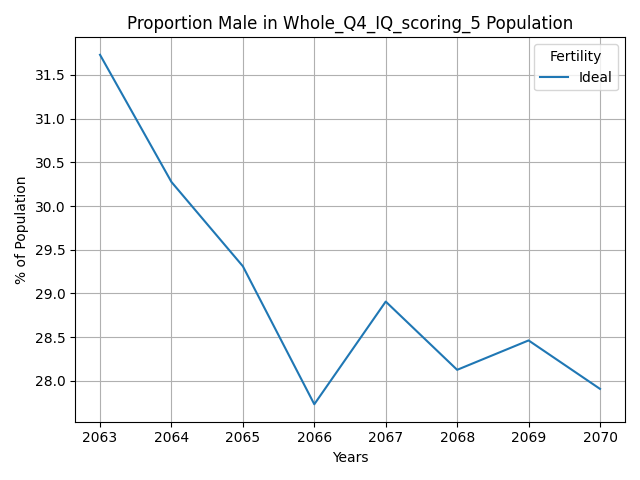 Proportion Male in Whole_Q4_IQ_scoring_5 Population
Fertility
Ideal
% of Population
31.5
31.0
30.5
30.0
29.5
29.0
28.5
28.0
2063 2064 2065 2066 2067 2068 2069 2070
Years